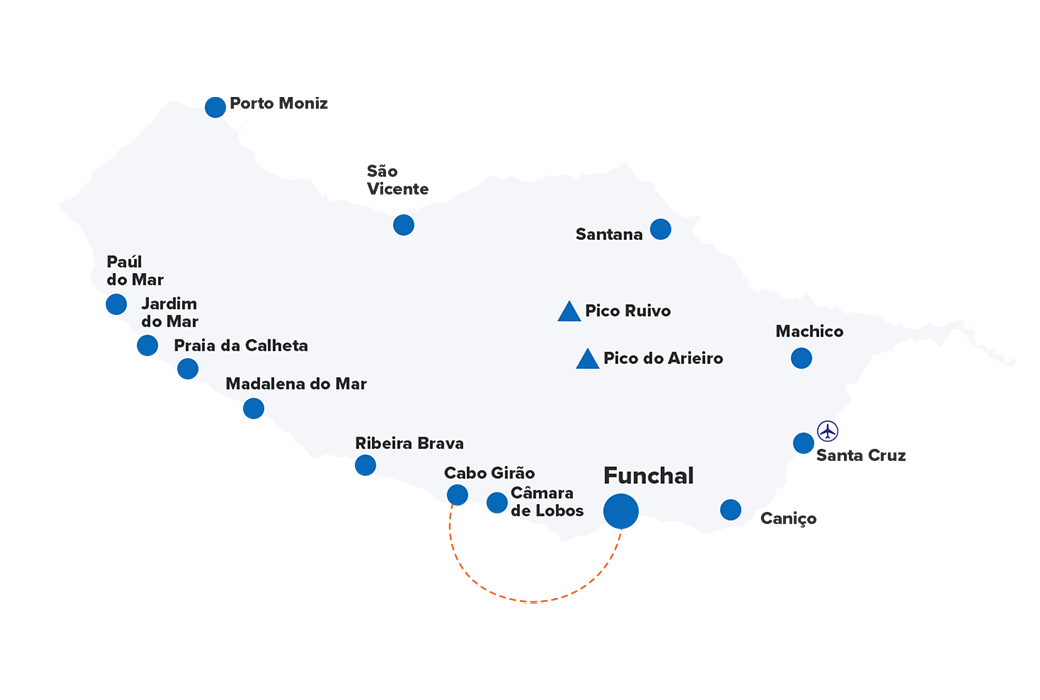 Porto Moniz
São
Vicente
Santana
Paúl
do Mar
Jardim
do Mar
Pico Ruivo
Machico
Praia da Calheta
Pico do Arieiro
Madalena do Mar
Ribeira Brava
Santa Cruz
Cabo Girão
Funchal
Câmara
de Lobos
Caniço